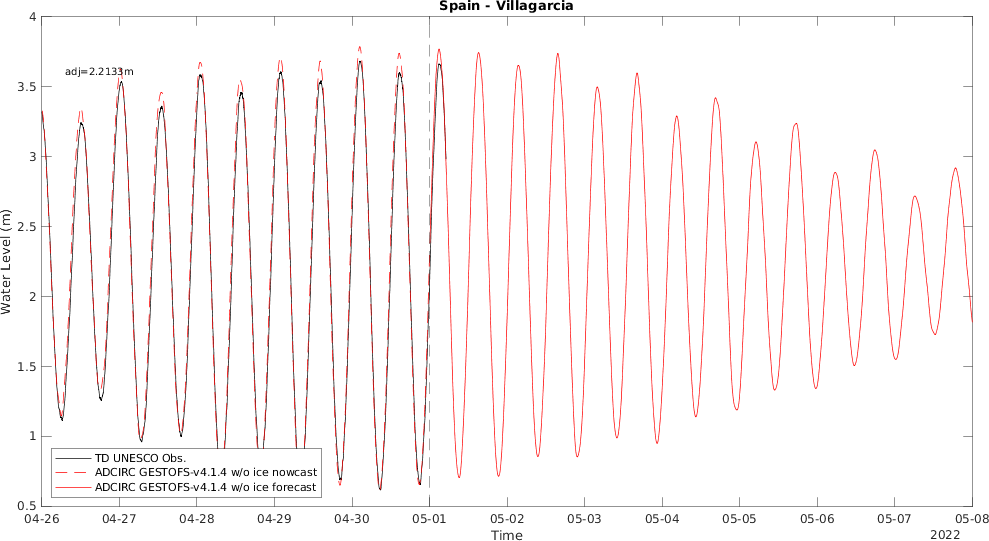 Spain - Villagarcia
4
3.5
3
2.5
2
1.5
1
0.5
Water Level (m)
adj=2.2133m
TD UNESCO Obs.
ADCIRC GESTOFS-v4.1.4 w/o ice nowcast
ADCIRC GESTOFS-v4.1.4 w/o ice forecast
04-26 04-27 04-28 04-29 04-30 05-01 05-02 05-03 05-04 05-05 05-06 05-07 05-08
Time
2022